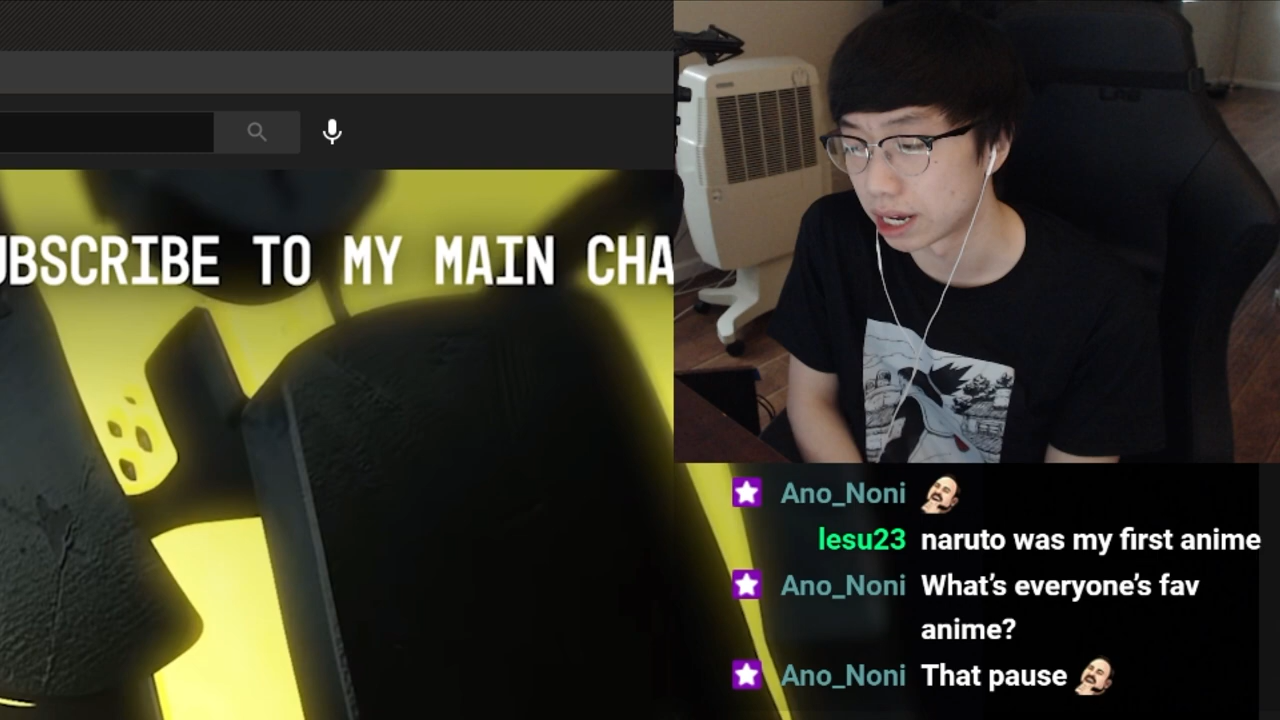 UBSCRIBE TO MY MAIN CHA
Ano_Noni
lesu23 naruto was my first anime
Ano_Noni What's everyone's fav
anime?
Ano_Noni That pause